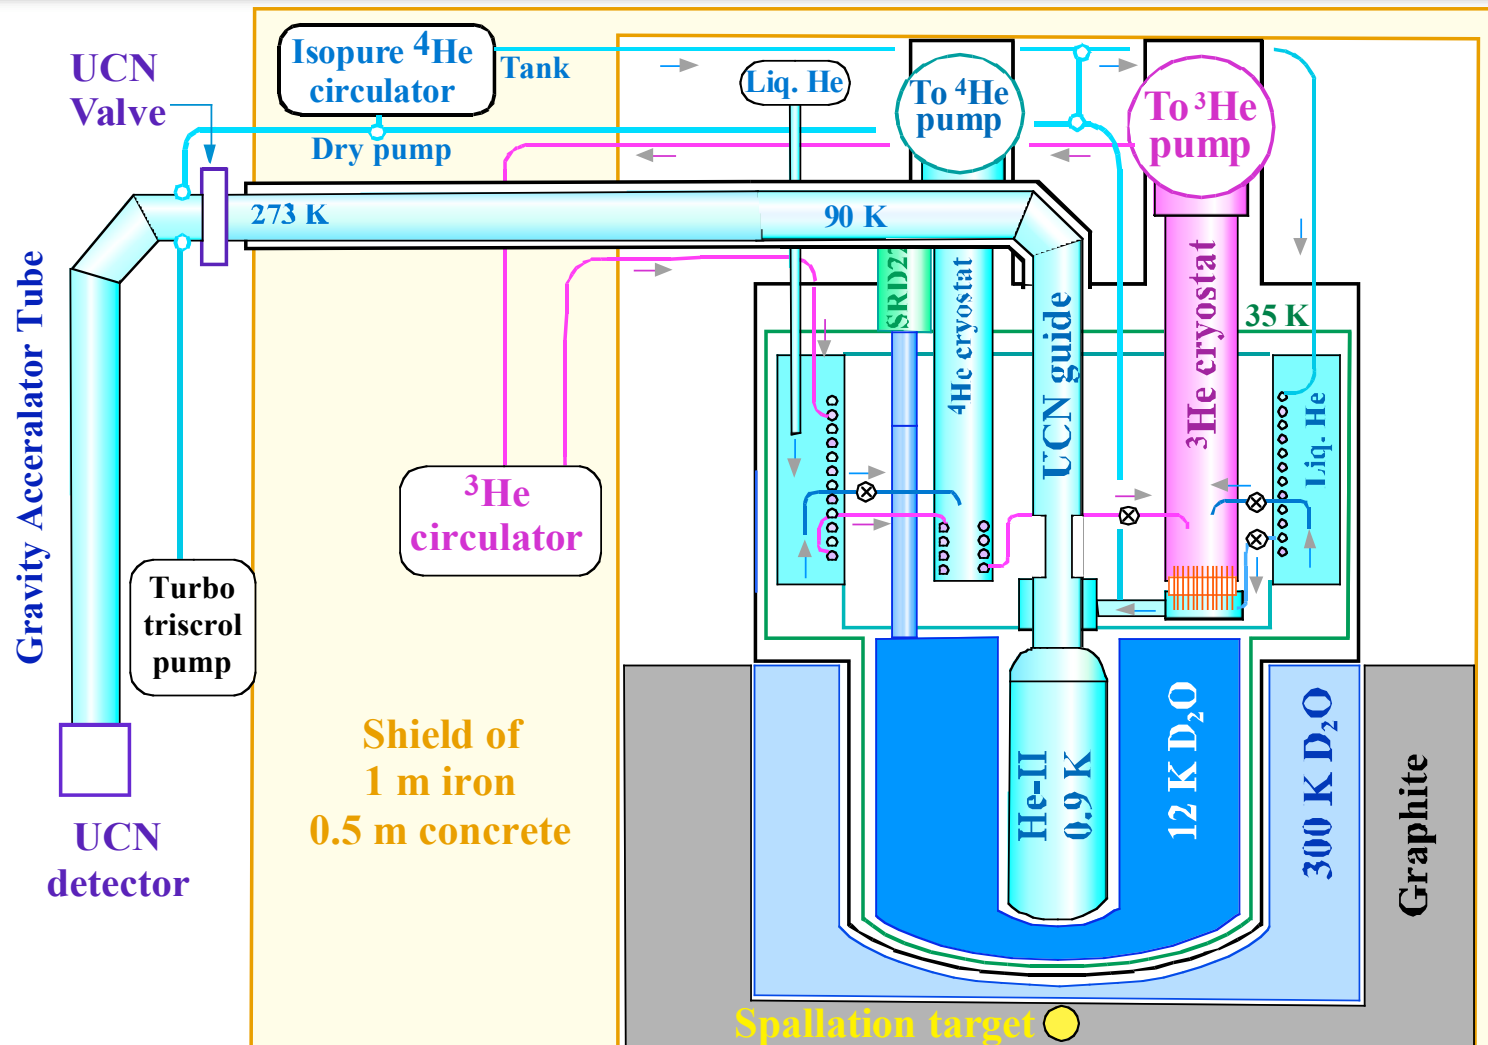 Isopure ⁴He
circulator
Tank
Dry pump
UCN
Valve
Liq. He
To ⁴He
pump
To ³He
pump
273 K
90 K
35 K
Gravity Acceralator Tube
SRD22
⁴He cryostat
UCN guide
³He cryostat
Liq. He
³He
circulator
Turbo
triscrol
pump
UCN
detector
Shield of
1 m iron
0.5 m concrete
He-II
0.9 K
12 K D₂O
300 K D₂O
Graphite
Spallation target